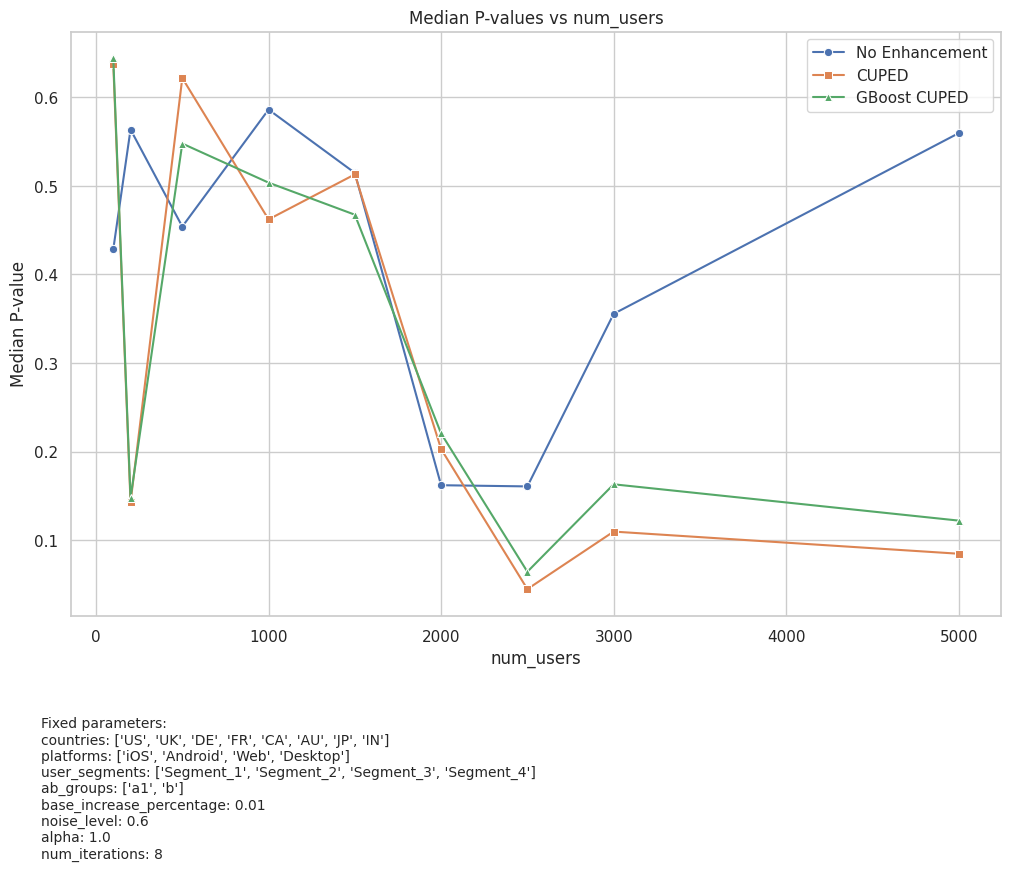 Median P-values vs num_users
No Enhancement
CUPED
GBoost CUPED
Median P-value
0.6
0.5
0.4
0.3
0.2
0.1
0
1000
2000
3000
4000
5000
num_users
Fixed parameters:
countries: ['US', 'UK', 'DE', 'FR', 'CA', 'AU', 'JP', 'IN']
platforms: ['iOS', 'Android', 'Web', 'Desktop']
user_segments: ['Segment_1', 'Segment_2', 'Segment_3', 'Segment_4']
ab_groups: ['a1', 'b']
base_increase_percentage: 0.01
noise_level: 0.6
alpha: 1.0
num_iterations: 8